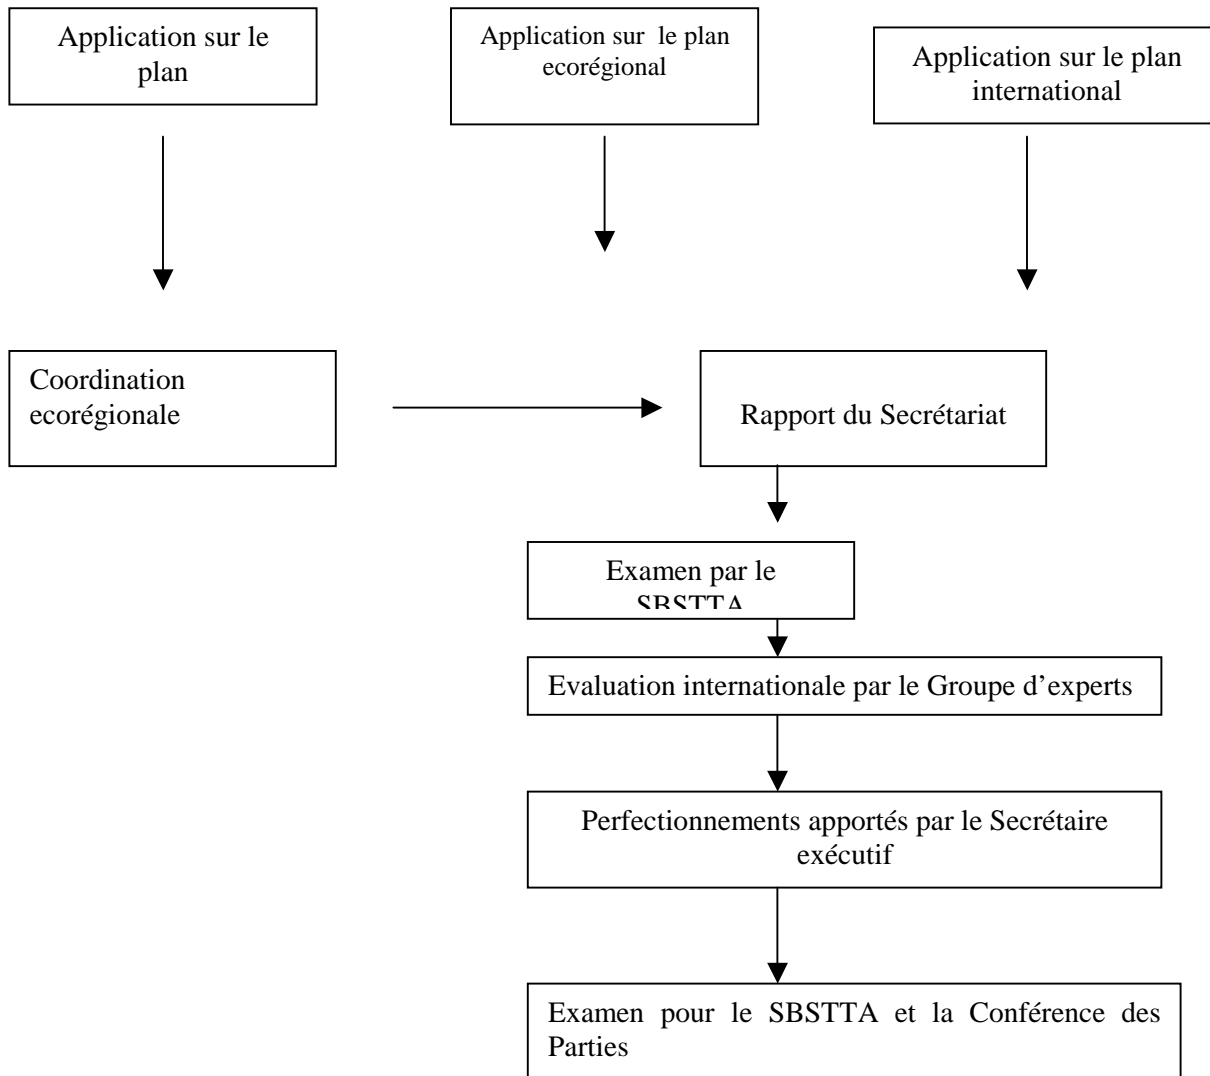 Application sur le
plan
Application sur le plan
ecorégional
Application sur le plan
international
Coordination
ecorégionale
Rapport du Secrétariat
Examen par le
SBSTTA
Evaluation internationale par le Groupe d’experts
Perfectionnements apportés par le Secrétaire
exécutif
Examen pour le SBSTTA et la Conférence des
Parties